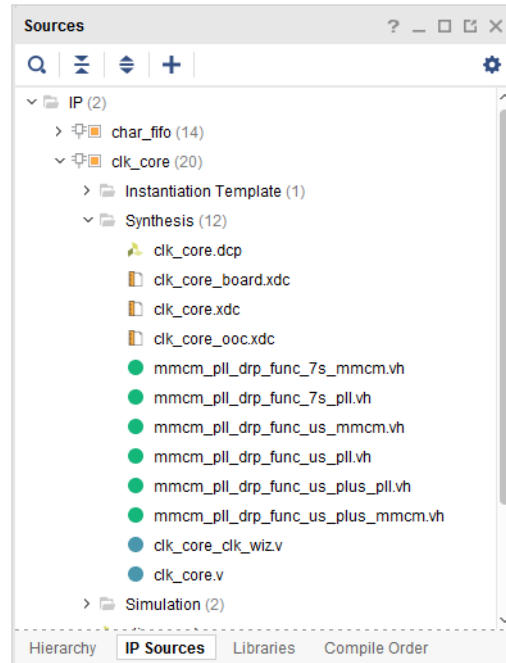 Sources
IP (2)
char_fifo (14)
clk_core (20)
Instantiation Template (1)
Synthesis (12)
clk_core.dcp
clk_core_board.xdc
clk_core.xdc
clk_core_ooc.xdc
mmcm_pll_drp_func_7s_mmcm.vh
mmcm_pll_drp_func_7s_pll.vh
mmcm_pll_drp_func_us_mmcm.vh
mmcm_pll_drp_func_us_pll.vh
mmcm_pll_drp_func_us_plus_pll.vh
mmcm_pll_drp_func_us_plus_mmcm.vh
clk_core_clk_wiz.v
clk_core.v
Simulation (2)
Hierarchy IP Sources Libraries Compile Order